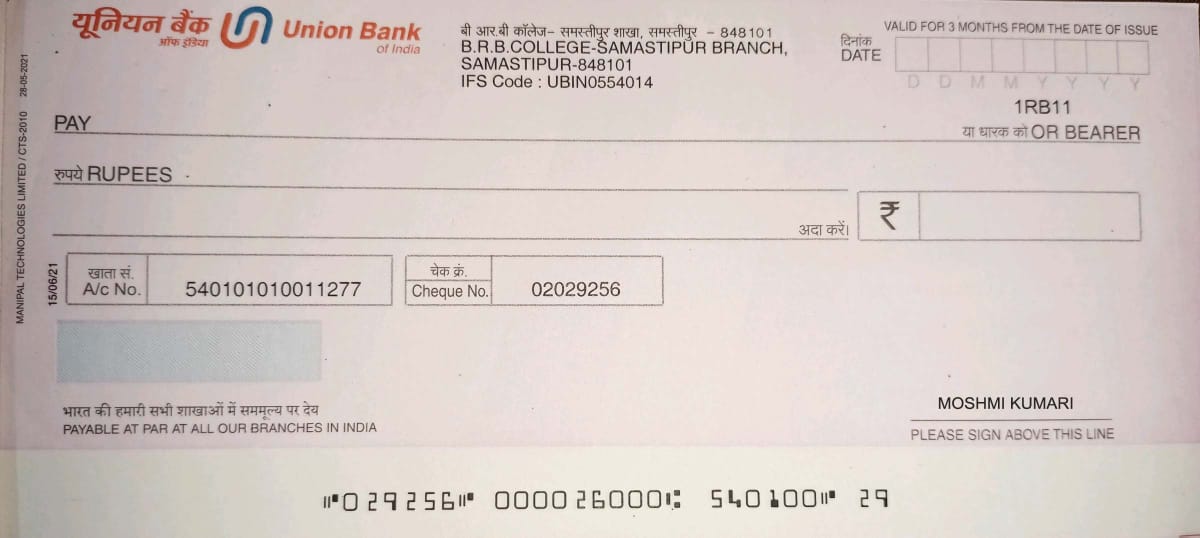 यूनियन बैंक
ऑफ इंडिया
Union Bank
of India
बी आर.बी कॉलेज- समस्तीपुर शाखा, समस्तीपुर - 848101
B.R.B.COLLEGE-SAMASTIPUR BRANCH,
SAMASTIPUR-848101
IFS Code : UBIN0554014
VALID FOR 3 MONTHS FROM THE DATE OF ISSUE
दिनांक
DATE
D D M M Y Y Y Y
1RB11
PAY
या धारक को OR BEARER
रुपये RUPEES
अदा करें।
₹
MANIPAL TECHNOLOGIES LIMITED / CTS-2010 28-05-2021
15/06/21
खाता सं.
A/c No.
540101010011277
चेक क्रं.
Cheque No.
02029256
भारत की हमारी सभी शाखाओं में सममूल्य पर देय
PAYABLE AT PAR AT ALL OUR BRANCHES IN INDIA
MOSHMI KUMARI
PLEASE SIGN ABOVE THIS LINE
⑈029256⑈ 000026000⑆ 540100⑈ 29